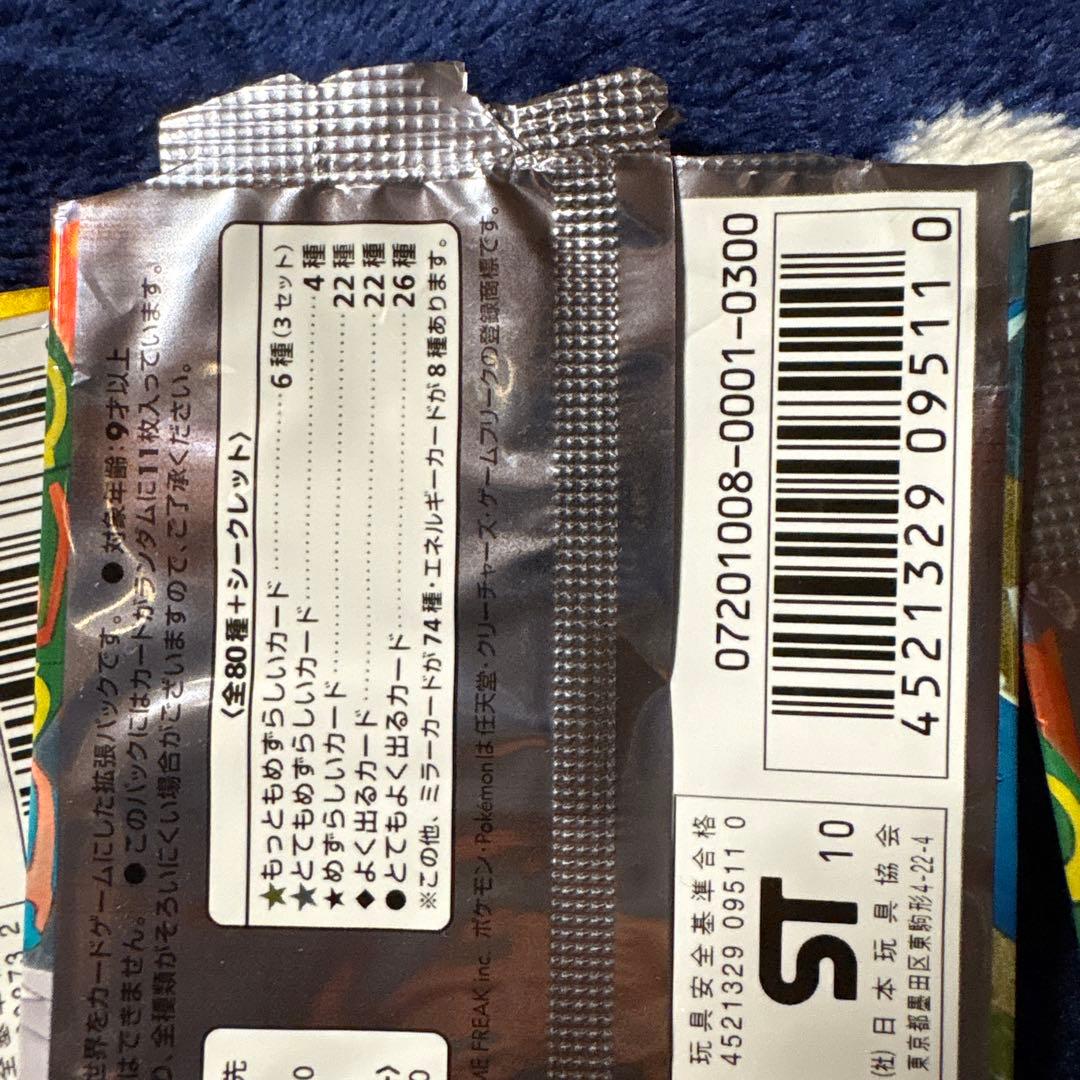 世界をカードゲームにした拡張パックです。 ●対象年齢:9才以上
はできません。 ●このパックにはカードがランダムに11枚入っています。
、全種類がそろいにくい場合がございますので、ご了承ください。
〈全80種+シークレット〉
★もっともめずらしいカード……6種(3セット)
★とてもめずらしいカード……4種
★めずらしいカード……22種
◆よく出るカード……22種
●とてもよく出るカード……26種
※この他、ミラーカードが74種・エネルギーカードが8種あります。
ME FREAK inc. ポケモン・Pokémonは任天堂・クリーチャーズ・ゲームフリークの登録商標です。
07201008-0001-0300
4521329 095110
玩具安全基準合格
4521329 09511 0
ST 10
(社)日本玩具協会
東京都墨田区東駒形4-22-4
先